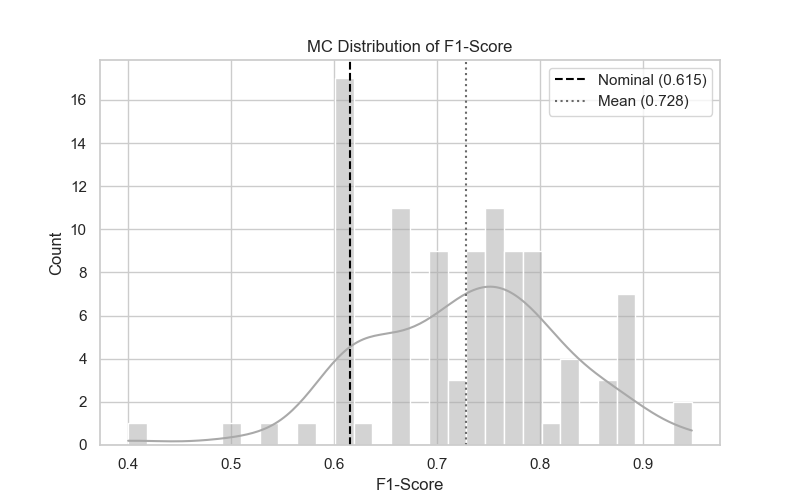 MC Distribution of F1-Score
Nominal (0.615)
Mean (0.728)
Count
16
14
12
10
8
6
4
2
0
0.4 0.5 0.6 0.7 0.8 0.9
F1-Score